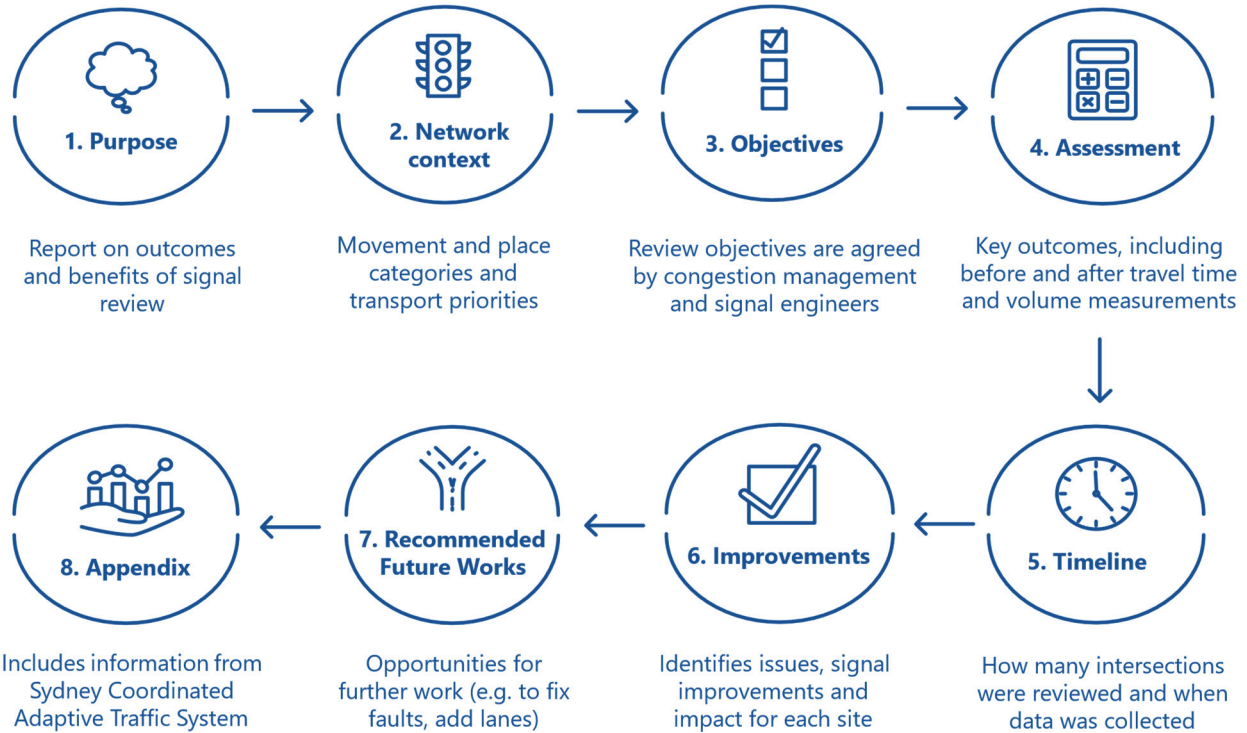 1. Purpose
Report on outcomes
and benefits of signal
review
2. Network
context
Movement and place
categories and
transport priorities
3. Objectives
Review objectives are agreed
by congestion management
and signal engineers
4. Assessment
Key outcomes, including
before and after travel time
and volume measurements
5. Timeline
How many intersections
were reviewed and when
data was collected
6. Improvements
Identifies issues, signal
improvements and
impact for each site
7. Recommended
Future Works
Opportunities for
further work (e.g. to fix
faults, add lanes)
8. Appendix
Includes information from
Sydney Coordinated
Adaptive Traffic System